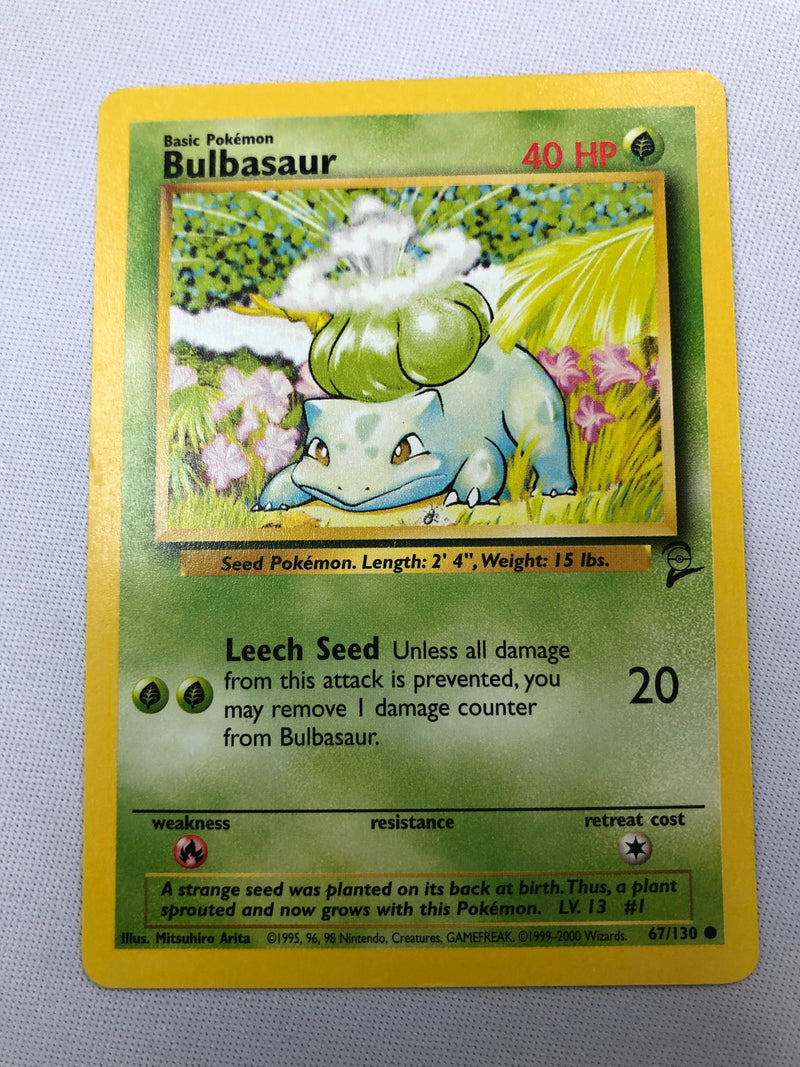 Basic Pokémon
Bulbasaur 40 HP
Seed Pokémon. Length: 2' 4", Weight: 15 lbs.
Leech Seed Unless all damage
from this attack is prevented, you
may remove 1 damage counter
from Bulbasaur.
20
weakness resistance retreat cost
A strange seed was planted on its back at birth. Thus, a plant
sprouted and now grows with this Pokémon. LV. 13 #1
Illus. Mitsuhiro Arita ©1995, 96, 98 Nintendo, Creatures, GAMEFREAK. ©1999–2000 Wizards. 67/130